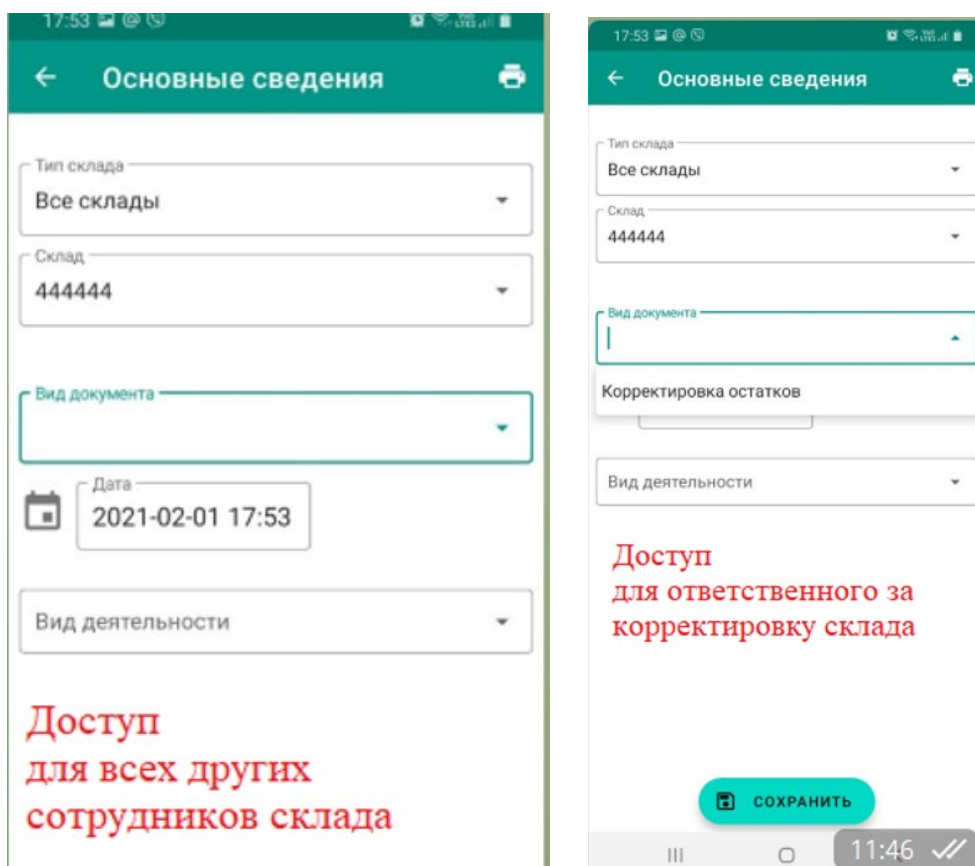 17:53
Основные сведения
Тип склада
Все склады
Склад
444444
Вид документа
Дата
2021-02-01 17:53
Вид деятельности
Доступ
для всех других
сотрудников склада
17:53
Основные сведения
Тип склада
Все склады
Склад
444444
Вид документа
Корректировка остатков
Вид деятельности
Доступ
для ответственного за
корректировку склада
СОХРАНИТЬ
11:46